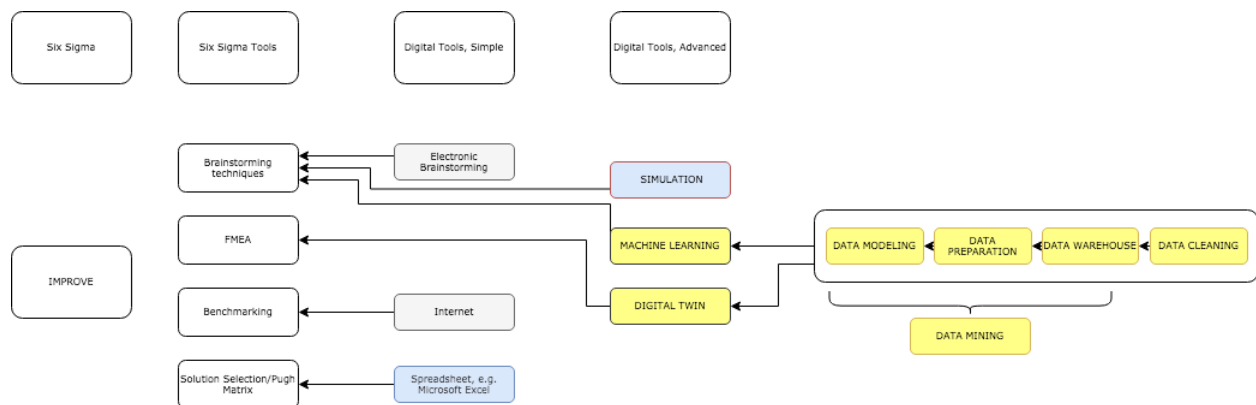 Six Sigma
Six Sigma Tools
Digital Tools, Simple
Digital Tools, Advanced
Brainstorming
techniques
Electronic
Brainstorming
SIMULATION
IMPROVE
FMEA
MACHINE LEARNING
DATA MODELING
DATA
PREPARATION
DATA WAREHOUSE
DATA CLEANING
Benchmarking
Internet
DIGITAL TWIN
DATA MINING
Solution Selection/Pugh
Matrix
Spreadsheet, e.g.
Microsoft Excel